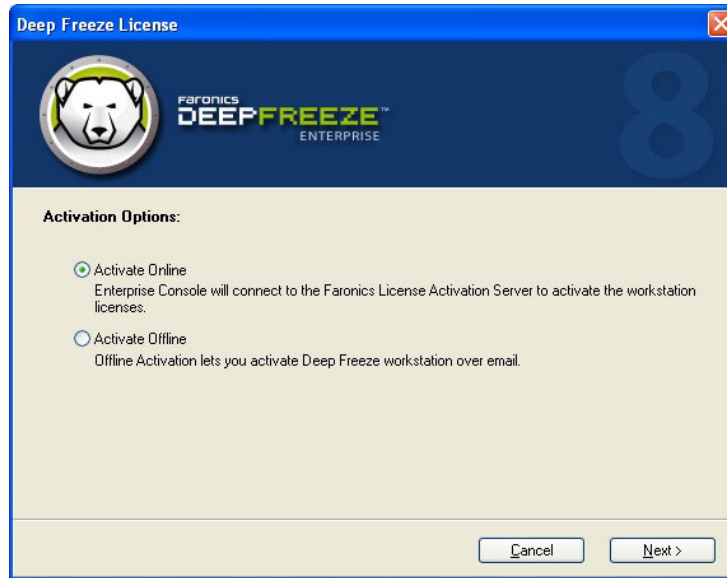 Deep Freeze License
Faronics
DEEPFREEZE™
ENTERPRISE
8
Activation Options:
Activate Online
Enterprise Console will connect to the Faronics License Activation Server to activate the workstation
licenses.
Activate Offline
Offline Activation lets you activate Deep Freeze workstation over email.
Cancel
Next >